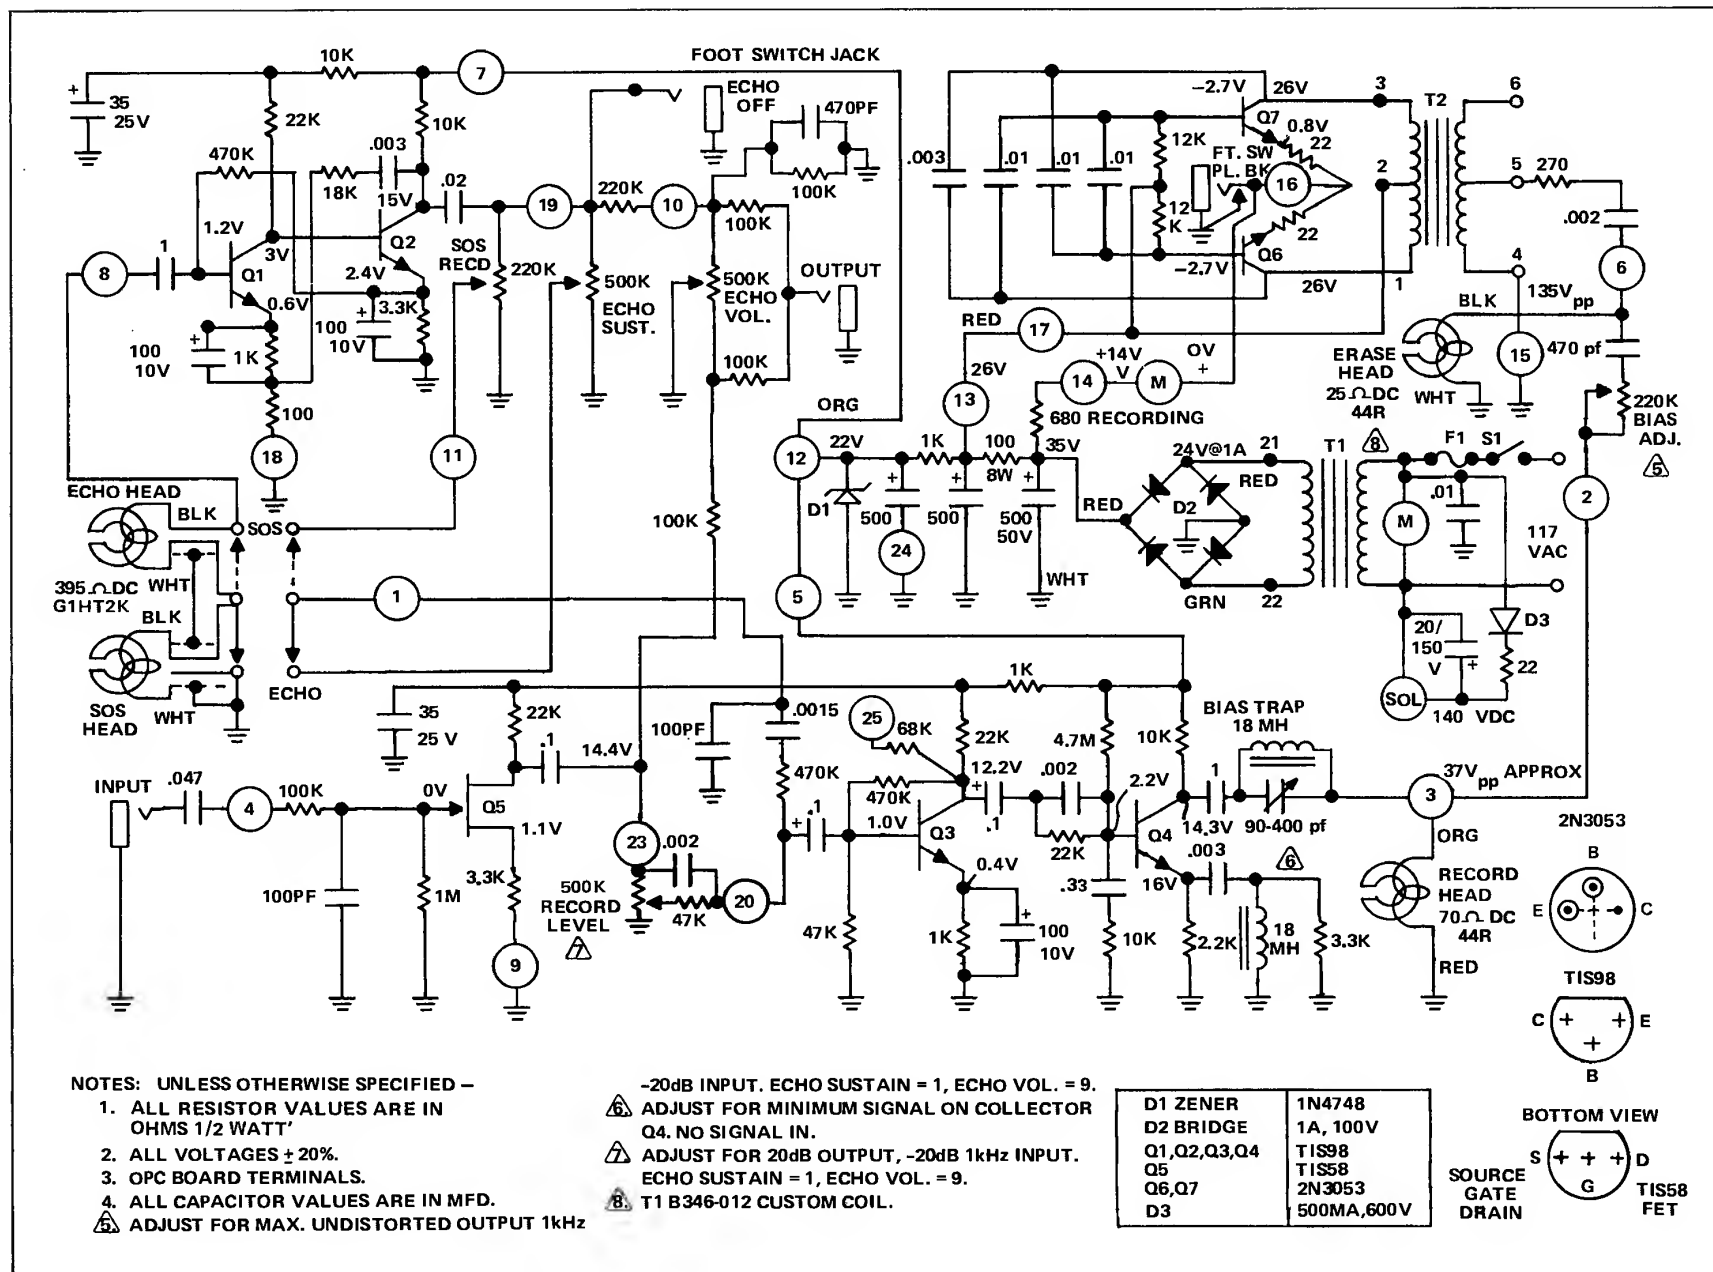 FOOT SWITCH JACK
10K
7
+
35
25V
22K
10K
ECHO
OFF
470PF
100K
470K
.003
18K
15V
.02
19
220K
10
100K
1.2V
3V
Q1
Q2
8
1
2.4V
0.6V
3.3K
+
100
10V
+
100
10V
1K
SOS
RECD
220K
500K
ECHO
SUST.
500K
ECHO
VOL.
OUTPUT
100K
100
18
11
ECHO HEAD
BLK
SOS
WHT
395Ω DC
G1HT2K
BLK
1
WHT
SOS
HEAD
ECHO
100K
-2.7V
26V
3
T2
6
Q7
0.8V
22
.003
.01
.01
.01
12K
FT. SW
PL. BK
16
2
5
270
.002
12
K
22
Q6
-2.7V
26V
1
4
6
135Vpp
BLK
RED
17
ERASE
HEAD
25Ω DC
44R
WHT
15
470 pf
220K
BIAS
ADJ.
5
26V
+14V
V
OV
+
14
M
13
680 RECORDING
ORG
12
22V
1K
100
8W
35V
24V@1A
21
RED
T1
8
F1
S1
2
D1
+
500
+
500
+
500
50V
RED
D2
M
.01
117
VAC
24
WHT
GRN
22
5
20/
150
V
+
D3
22
SOL
140 VDC
35
25 V
22K
.1
14.4V
100PF
.0015
25
68K
1K
22K
4.7M
10K
BIAS TRAP
18 MH
INPUT
.047
4
100K
0V
Q5
1.1V
470K
470K
12.2V
.002
2.2V
1
37Vpp APPROX
3
+
.1
1.0V
Q3
+
.1
22K
Q4
14.3V
90-400 pf
6
ORG
2N3053
B
E
C
23
.002
0.4V
.33
16V
.003
RECORD
HEAD
70Ω DC
44R
100PF
1M
3.3K
500K
RECORD
LEVEL
7
47K
20
47K
1K
+
100
10V
10K
2.2K
18
MH
3.3K
RED
9
TIS98
C
E
B
NOTES: UNLESS OTHERWISE SPECIFIED –
1. ALL RESISTOR VALUES ARE IN
OHMS 1/2 WATT'
2. ALL VOLTAGES ± 20%.
3. OPC BOARD TERMINALS.
4. ALL CAPACITOR VALUES ARE IN MFD.
5. ADJUST FOR MAX. UNDISTORTED OUTPUT 1kHz
-20dB INPUT. ECHO SUSTAIN = 1, ECHO VOL. = 9.
6. ADJUST FOR MINIMUM SIGNAL ON COLLECTOR
Q4. NO SIGNAL IN.
7. ADJUST FOR 20dB OUTPUT, -20dB 1kHz INPUT.
ECHO SUSTAIN = 1, ECHO VOL. = 9.
8. T1 B346-012 CUSTOM COIL.
D1 ZENER 1N4748
D2 BRIDGE 1A, 100V
Q1,Q2,Q3,Q4 TIS98
Q5 TIS58
Q6,Q7 2N3053
D3 500MA,600V
BOTTOM VIEW
S
D
G
SOURCE
GATE
DRAIN
TIS58
FET